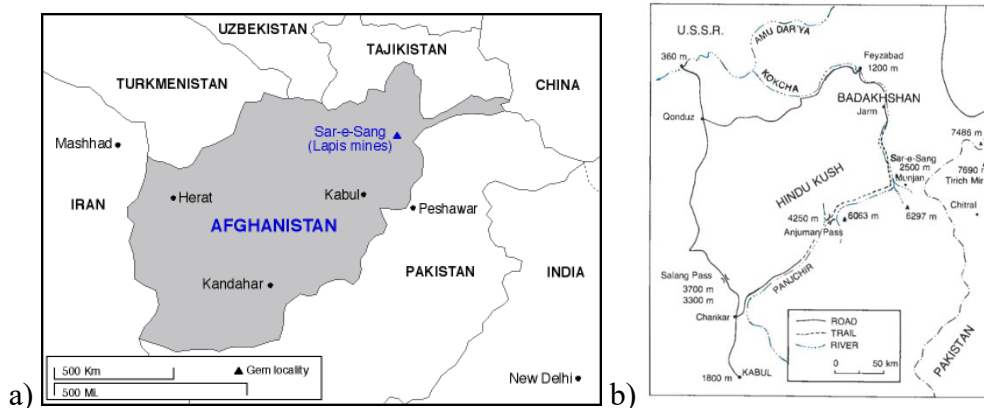 UZBEKISTAN
TAJIKISTAN
TURKMENISTAN
CHINA
Sar-e-Sang
(Lapis mines)
Mashhad
Herat
Kabul
IRAN
Peshawar
AFGHANISTAN
PAKISTAN
INDIA
Kandahar
500 Km
Gem locality
500 Mi.
New Delhi
a)
U.S.S.R.
AMU DAR'YA
360 m
Feyzabad
1200 m
KOKCHA
BADAKHSHAN
Jarm
Qonduz
7486 m
Sar-e-Sang
2500 m
Munjan
7690 m
Tirich Mir
HINDU KUSH
Chitral
4250 m
6063 m
6297 m
Anjuman Pass
Salang Pass
PANJCHIR
3700 m
3300 m
Charikar
ROAD
TRAIL
RIVER
0 50 km
PAKISTAN
1800 m KABUL
b)